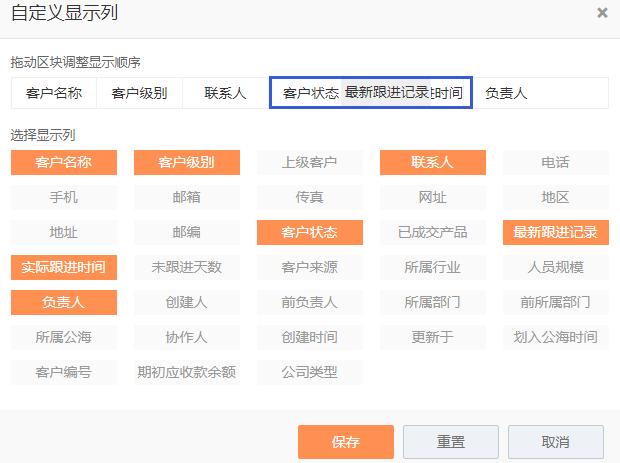 自定义显示列 ×
拖动区块调整显示顺序
客户名称 客户级别 联系人 客户状态 最新跟进记录 时间 负责人
选择显示列
客户名称 客户级别 上级客户 联系人 电话
手机 邮箱 传真 网址 地区
地址 邮编 客户状态 已成交产品 最新跟进记录
实际跟进时间 未跟进天数 客户来源 所属行业 人员规模
负责人 创建人 前负责人 所属部门 前所属部门
所属公海 协作人 创建时间 更新于 划入公海时间
客户编号 期初应收款余额 公司类型
保存 重置 取消